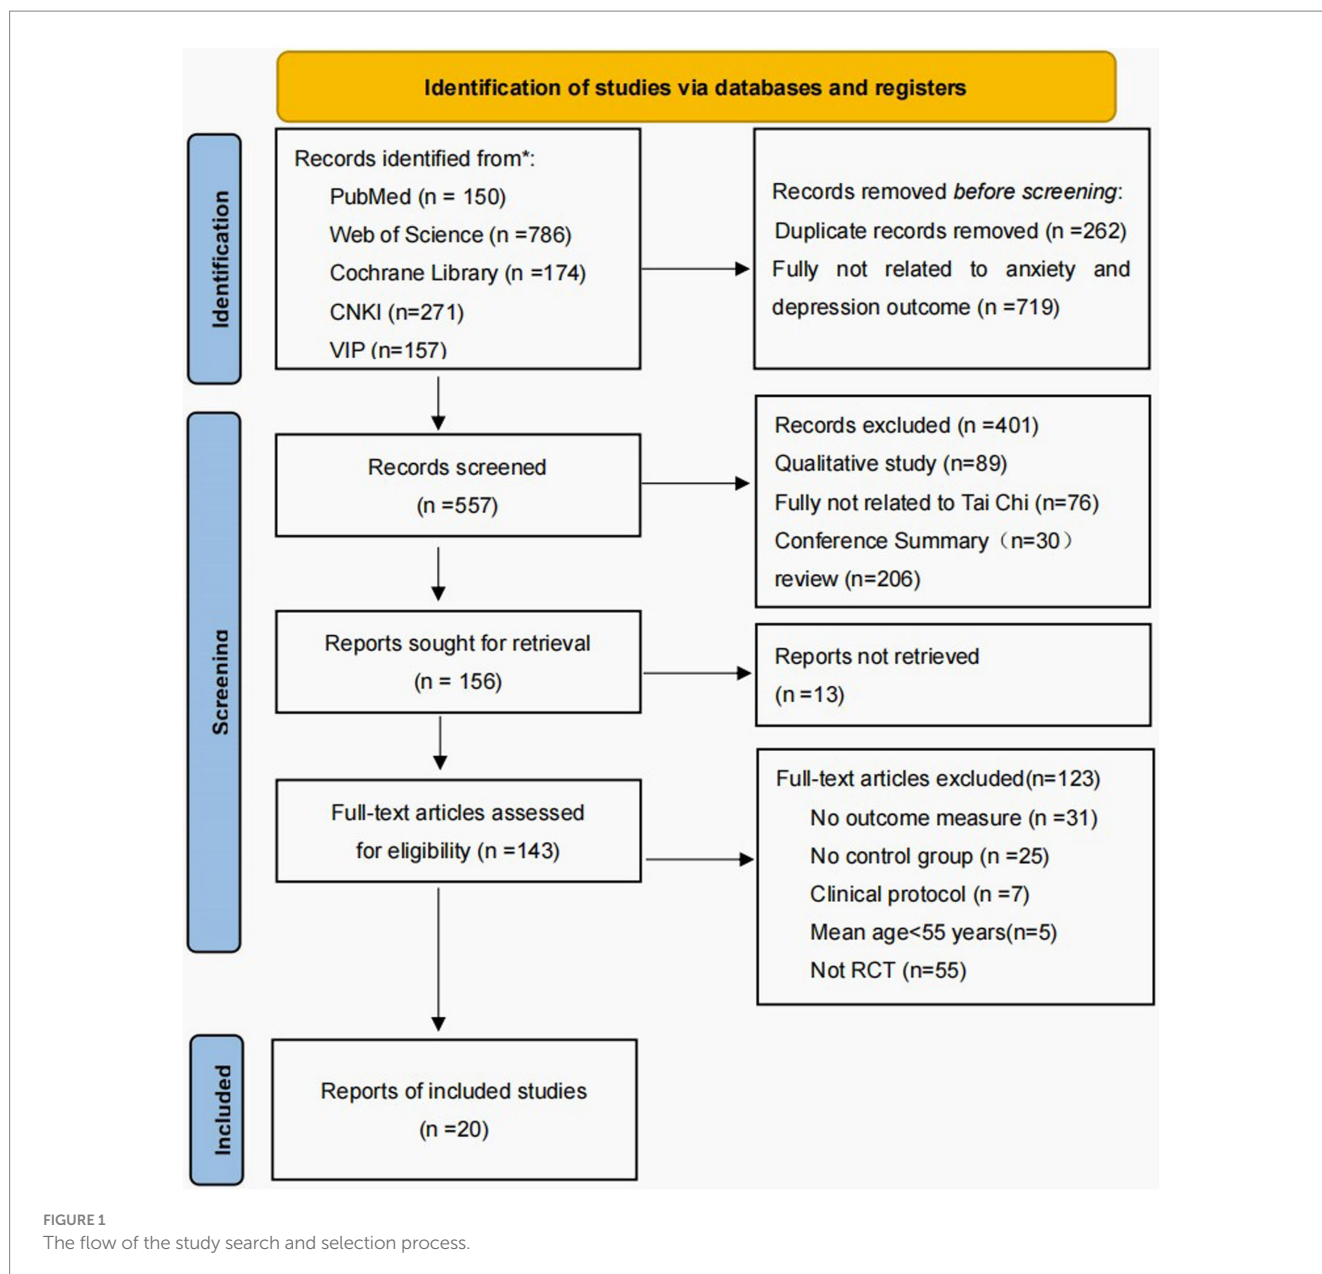 Identification of studies via databases and registers
Identification
Records identified from*:
PubMed (n = 150)
Web of Science (n =786)
Cochrane Library (n =174)
CNKI (n=271)
VIP (n=157)
Records removed before screening:
Duplicate records removed (n =262)
Fully not related to anxiety and
depression outcome (n =719)
Screening
Records screened
(n =557)
Records excluded (n =401)
Qualitative study (n=89)
Fully not related to Tai Chi (n=76)
Conference Summary（n=30）
review (n=206)
Reports sought for retrieval
(n = 156)
Reports not retrieved
(n =13)
Full-text articles assessed
for eligibility (n =143)
Full-text articles excluded(n=123)
No outcome measure (n =31)
No control group (n =25)
Clinical protocol (n =7)
Mean age<55 years(n=5)
Not RCT (n=55)
Included
Reports of included studies
(n =20)
FIGURE 1
The flow of the study search and selection process.